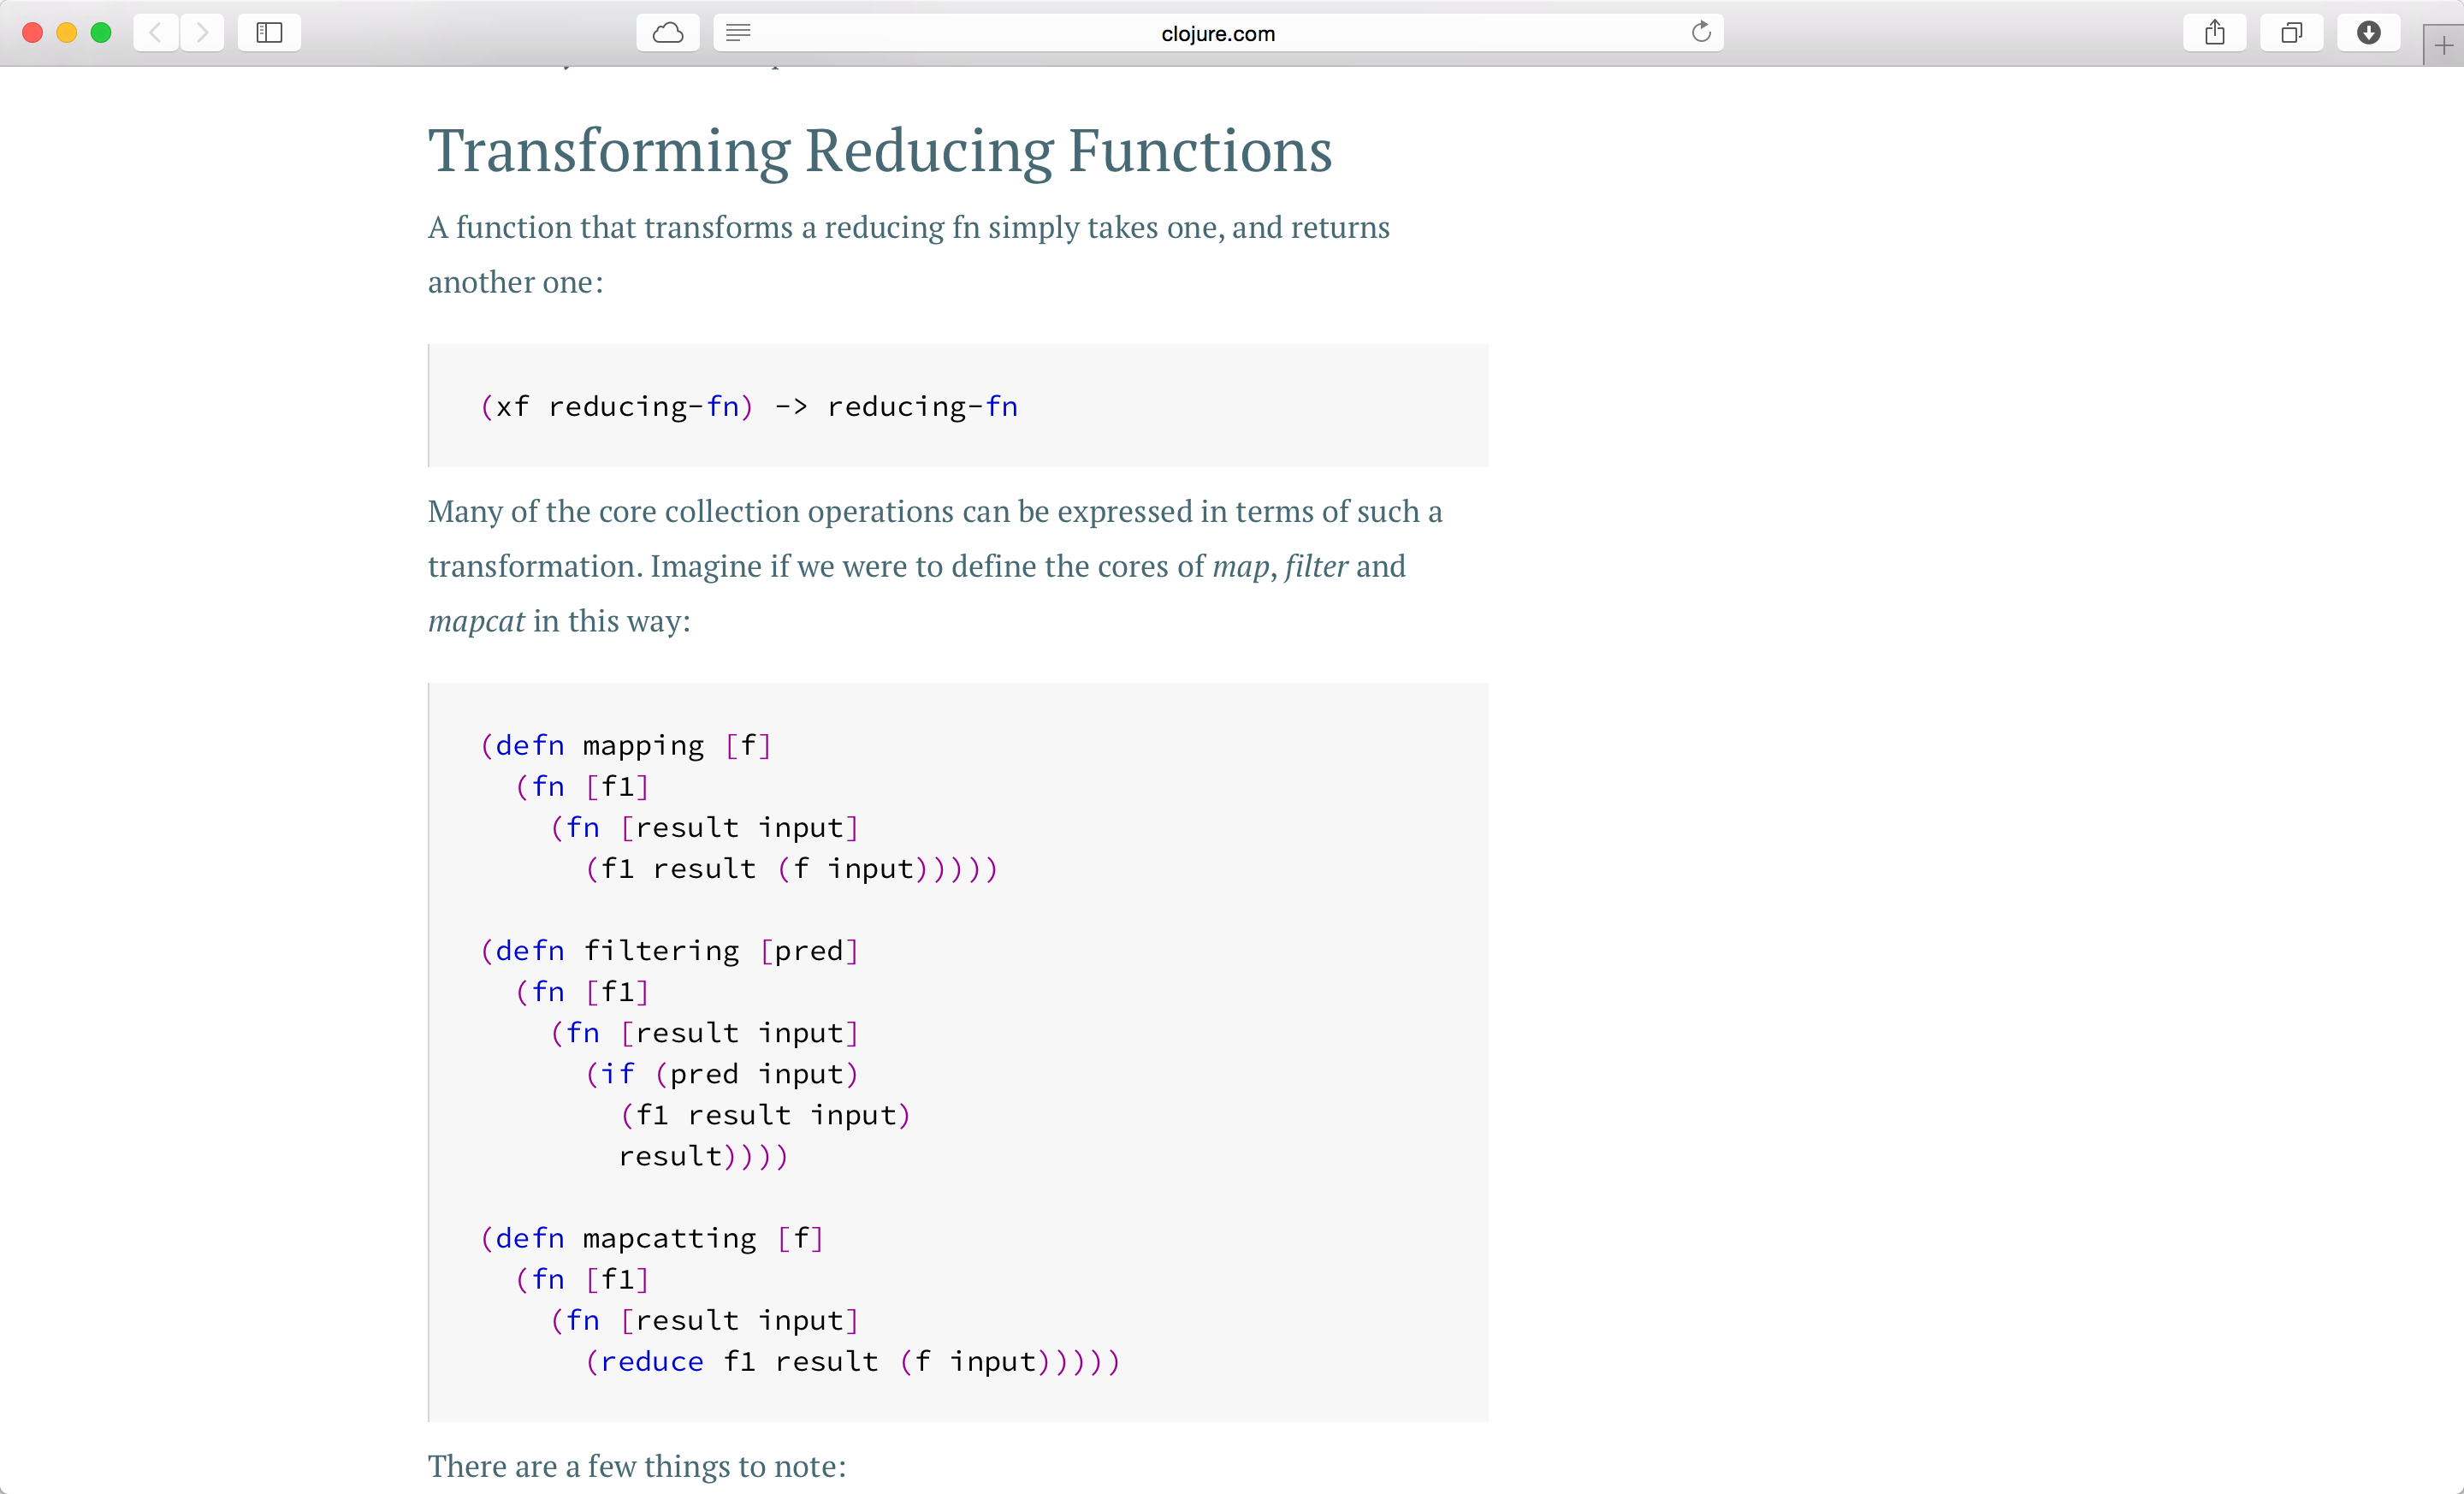 clojure.com
Transforming Reducing Functions
A function that transforms a reducing fn simply takes one, and returns
another one:
(xf reducing-fn) -> reducing-fn
Many of the core collection operations can be expressed in terms of such a
transformation. Imagine if we were to define the cores of map, filter and
mapcat in this way:
(defn mapping [f]
  (fn [f1]
    (fn [result input]
      (f1 result (f input)))))
(defn filtering [pred]
  (fn [f1]
    (fn [result input]
      (if (pred input)
        (f1 result input)
        result))))
(defn mapcatting [f]
  (fn [f1]
    (fn [result input]
      (reduce f1 result (f input)))))
There are a few things to note: